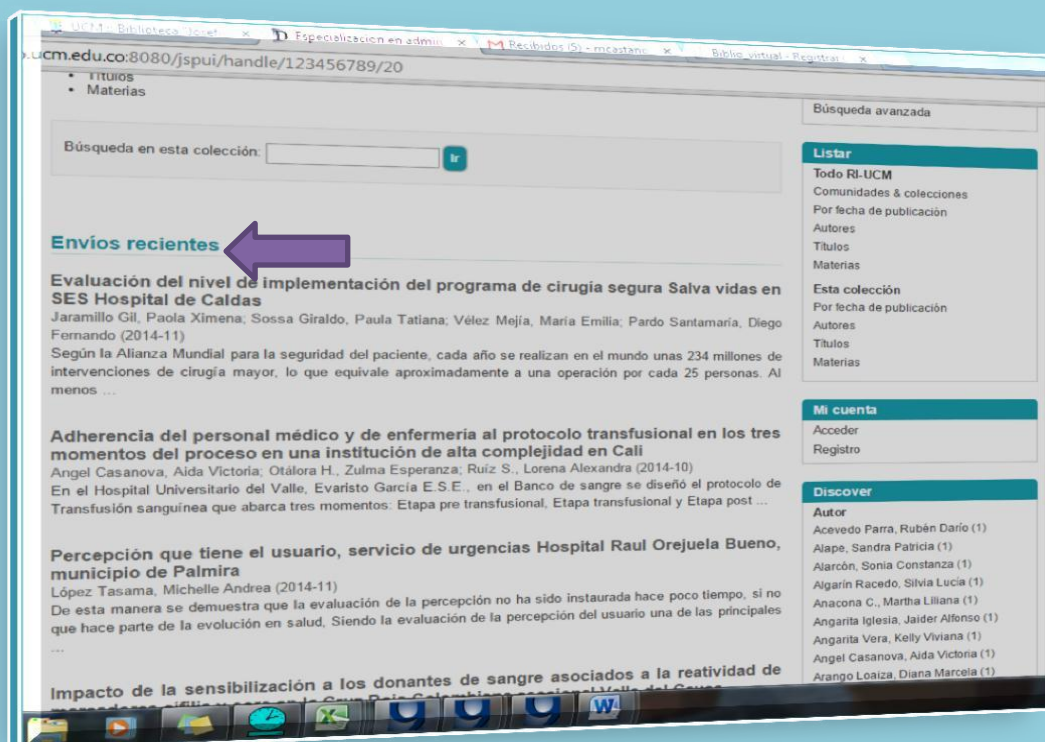 UCM :: Biblioteca "Josef
Especialización en admin
Recibidos (5) - mcastano
Biblio_virtual - Registral
.ucm.edu.co:8080/jspui/handle/123456789/20
• Títulos
• Materias
Búsqueda en esta colección:
Ir
Envíos recientes
Evaluación del nivel de implementación del programa de cirugía segura Salva vidas en
SES Hospital de Caldas
Jaramillo Gil, Paola Ximena; Sossa Giraldo, Paula Tatiana; Vélez Mejía, María Emilia; Pardo Santamaría, Diego
Fernando (2014-11)
Según la Alianza Mundial para la seguridad del paciente, cada año se realizan en el mundo unas 234 millones de
intervenciones de cirugía mayor, lo que equivale aproximadamente a una operación por cada 25 personas. Al
menos ...
Adherencia del personal médico y de enfermería al protocolo transfusional en los tres
momentos del proceso en una institución de alta complejidad en Cali
Angel Casanova, Aida Victoria; Otálora H., Zulma Esperanza; Ruíz S., Lorena Alexandra (2014-10)
En el Hospital Universitario del Valle, Evaristo García E.S.E., en el Banco de sangre se diseñó el protocolo de
Transfusión sanguínea que abarca tres momentos: Etapa pre transfusional, Etapa transfusional y Etapa post ...
Percepción que tiene el usuario, servicio de urgencias Hospital Raul Orejuela Bueno,
municipio de Palmira
López Tasama, Michelle Andrea (2014-11)
De esta manera se demuestra que la evaluación de la percepción no ha sido instaurada hace poco tiempo, si no
que hace parte de la evolución en salud, Siendo la evaluación de la percepción del usuario una de las principales
...
Impacto de la sensibilización a los donantes de sangre asociados a la reatividad de
Búsqueda avanzada
Listar
Todo RI-UCM
Comunidades & colecciones
Por fecha de publicación
Autores
Títulos
Materias
Esta colección
Por fecha de publicación
Autores
Títulos
Materias
Mi cuenta
Acceder
Registro
Discover
Autor
Acevedo Parra, Rubén Darío (1)
Alape, Sandra Patricia (1)
Alarcón, Sonia Constanza (1)
Algarín Racedo, Silvia Lucía (1)
Anacona C., Martha Liliana (1)
Angarita Iglesia, Jaider Alfonso (1)
Angarita Vera, Kelly Viviana (1)
Angel Casanova, Aida Victoria (1)
Arango Loaiza, Diana Marcela (1)